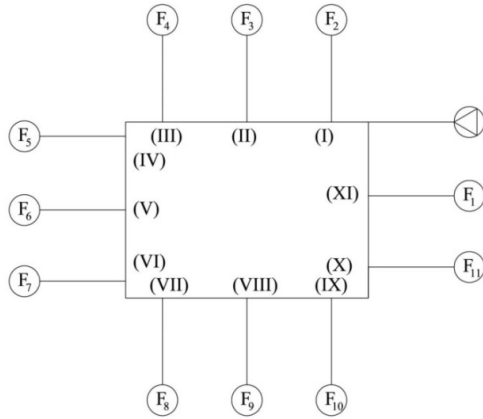 F₄ F₃ F₂
(III) (II) (I)
F₅
(IV)
(XI) F₁
F₆ (V)
(VI) (X) F₁₁
F₇ (VII) (VIII) (IX)
F₈ F₉ F₁₀